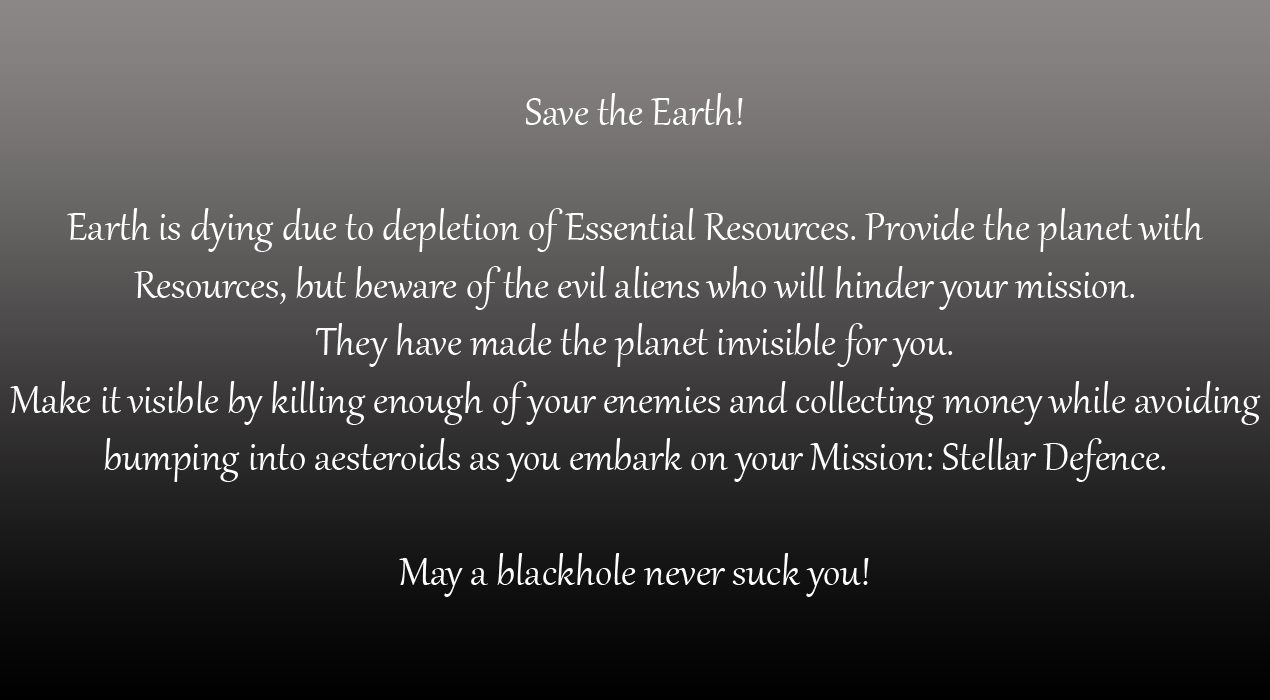 Save the Earth!
Earth is dying due to depletion of Essential Resources. Provide the planet with
Resources, but beware of the evil aliens who will hinder your mission.
They have made the planet invisible for you.
Make it visible by killing enough of your enemies and collecting money while avoiding
bumping into aesteroids as you embark on your Mission: Stellar Defence.
May a blackhole never suck you!